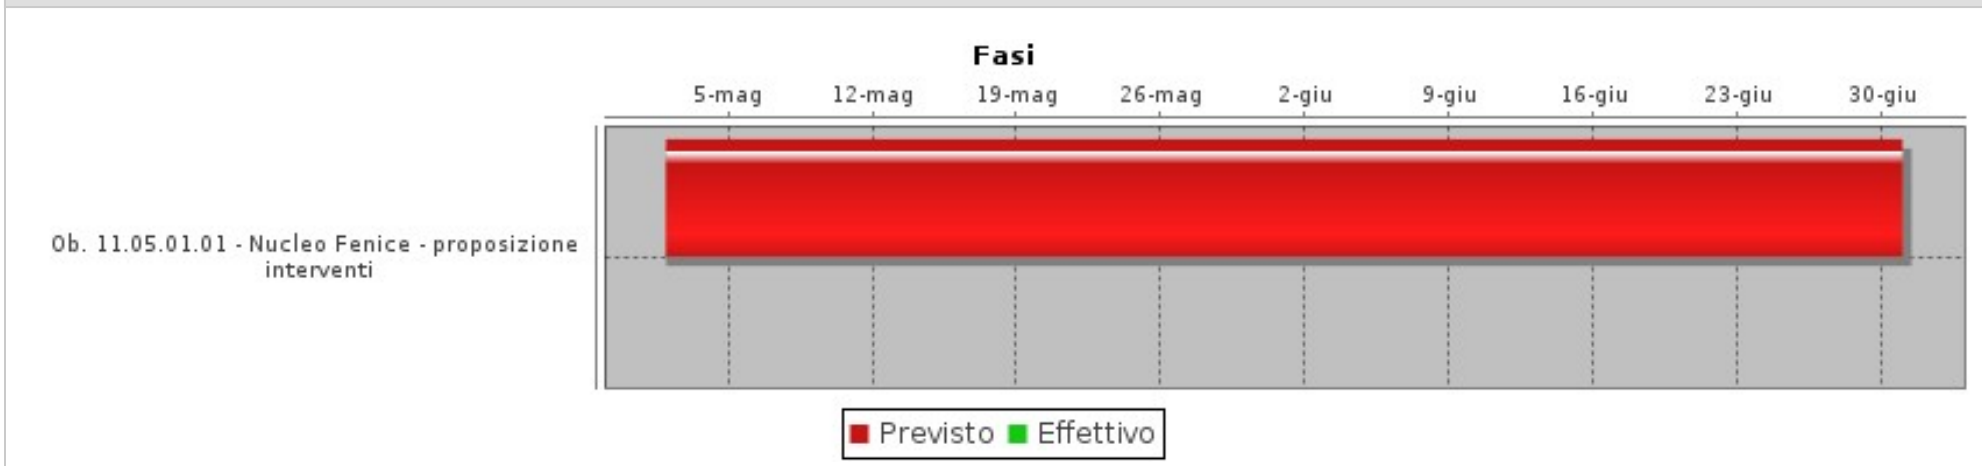 Fasi
5-mag 12-mag 19-mag 26-mag 2-giu 9-giu 16-giu 23-giu 30-giu
Ob. 11.05.01.01 - Nucleo Fenice - proposizione
interventi
Previsto Effettivo